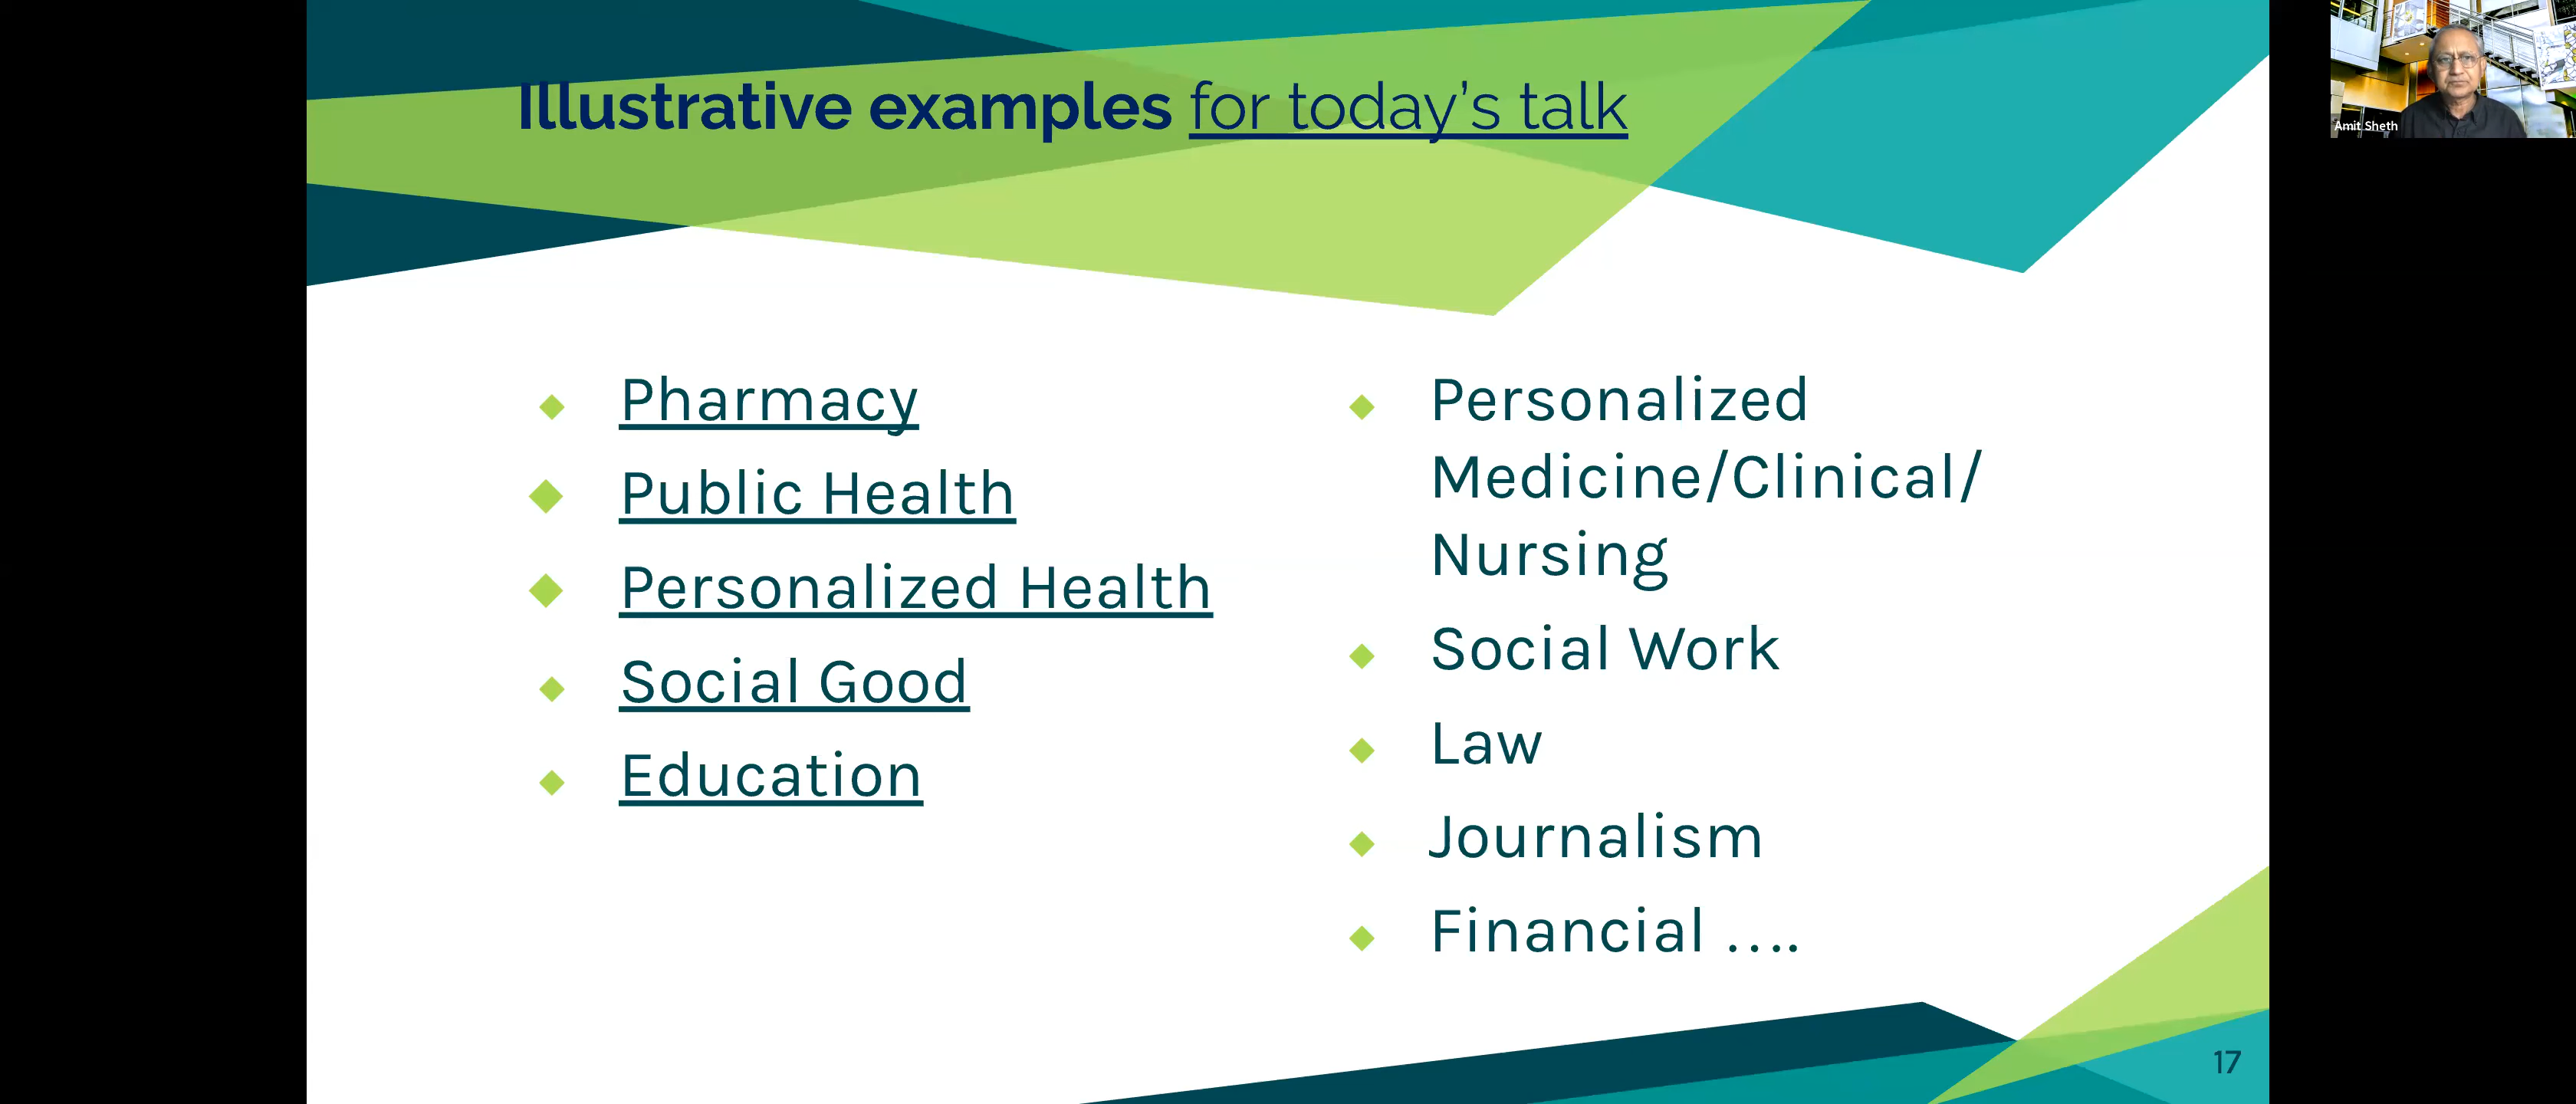 Illustrative examples for today's talk
Pharmacy
Public Health
Personalized Health
Social Good
Education
Personalized
Medicine/Clinical/
Nursing
Social Work
Law
Journalism
Financial ....
17
Amit Sheth